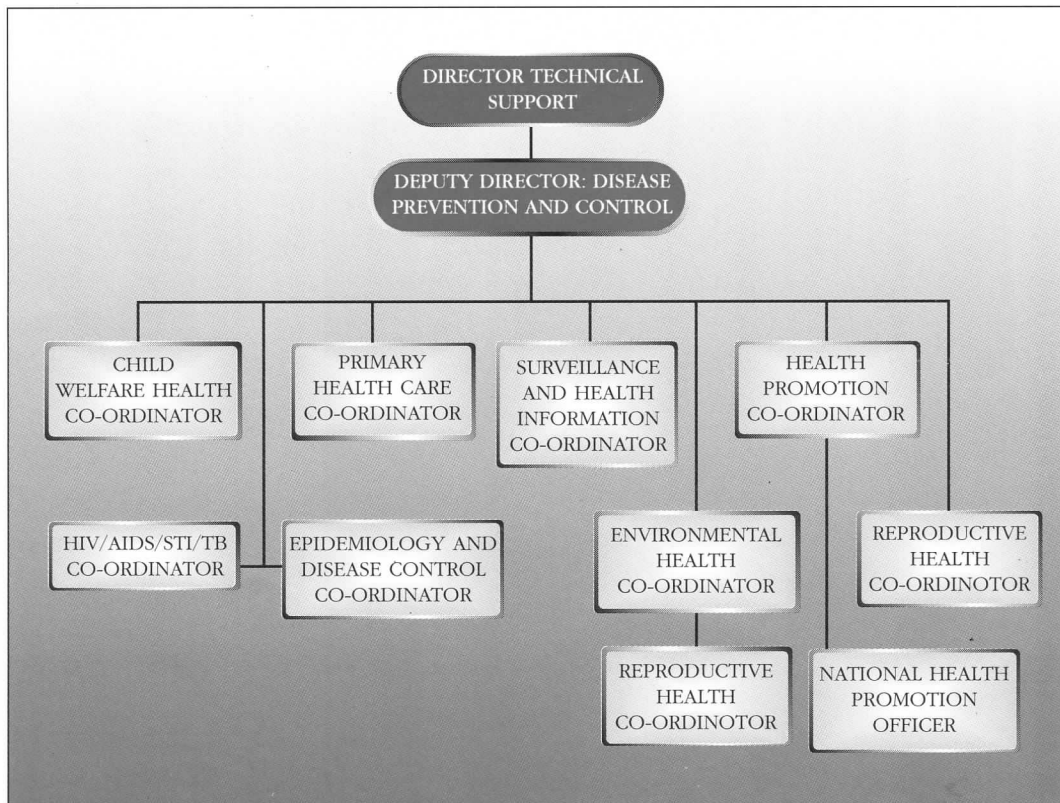 DIRECTOR TECHNICAL
SUPPORT
DEPUTY DIRECTOR: DISEASE
PREVENTION AND CONTROL
CHILD
WELFARE HEALTH
CO-ORDINATOR
PRIMARY
HEALTH CARE
CO-ORDINATOR
SURVEILLANCE
AND HEALTH
INFORMATION
CO-ORDINATOR
HEALTH
PROMOTION
CO-ORDINATOR
HIV/AIDS/STI/TB
CO-ORDINATOR
EPIDEMIOLOGY AND
DISEASE CONTROL
CO-ORDINATOR
ENVIRONMENTAL
HEALTH
CO-ORDINATOR
REPRODUCTIVE
HEALTH
CO-ORDINOTOR
REPRODUCTIVE
HEALTH
CO-ORDINOTOR
NATIONAL HEALTH
PROMOTION
OFFICER